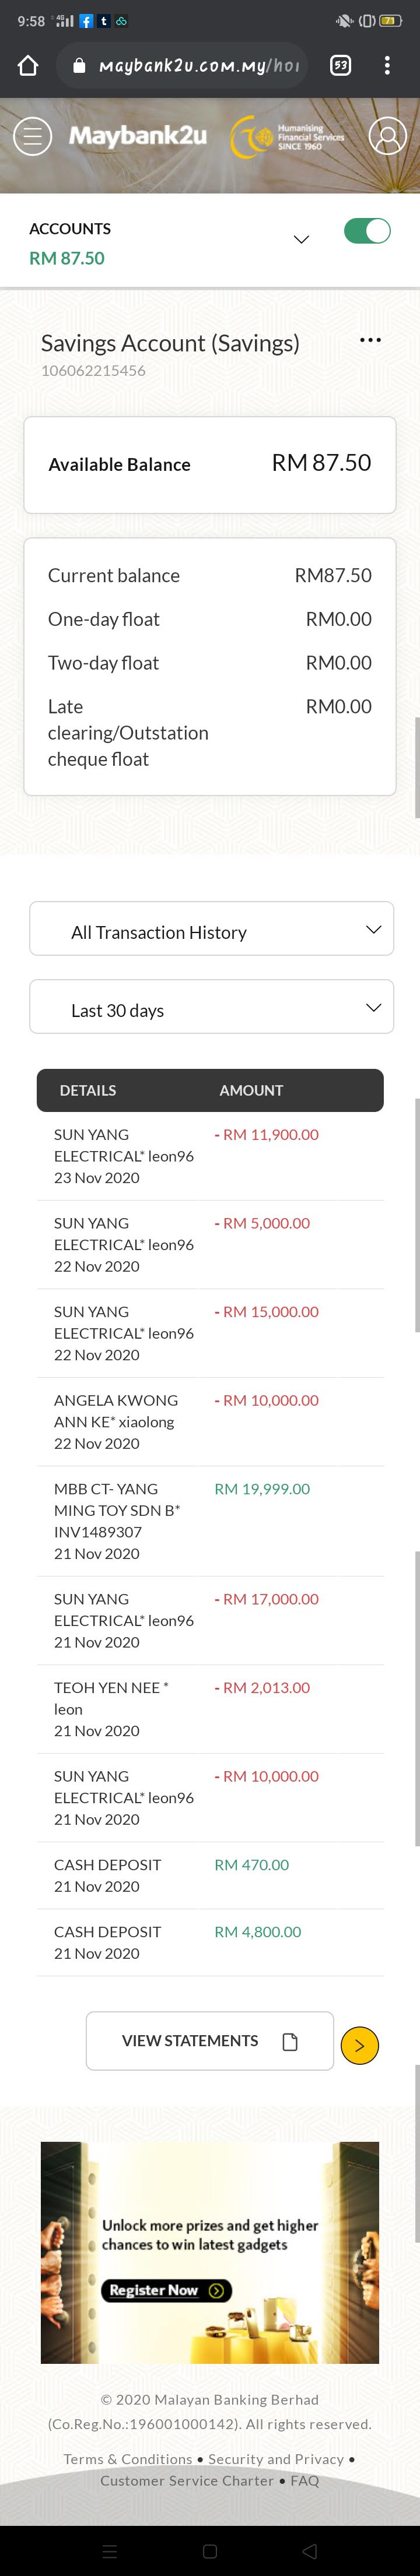 9:58
4G
71
maybank2u.com.my/hoi
53
Maybank2u
Humanising
Financial Services
SINCE 1960
ACCOUNTS
RM 87.50
Savings Account (Savings)
106062215456
Available Balance RM 87.50
Current balance RM87.50
One-day float RM0.00
Two-day float RM0.00
Late RM0.00
clearing/Outstation
cheque float
All Transaction History
Last 30 days
DETAILS AMOUNT
SUN YANG - RM 11,900.00
ELECTRICAL* leon96
23 Nov 2020
SUN YANG - RM 5,000.00
ELECTRICAL* leon96
22 Nov 2020
SUN YANG - RM 15,000.00
ELECTRICAL* leon96
22 Nov 2020
ANGELA KWONG - RM 10,000.00
ANN KE* xiaolong
22 Nov 2020
MBB CT- YANG RM 19,999.00
MING TOY SDN B*
INV1489307
21 Nov 2020
SUN YANG - RM 17,000.00
ELECTRICAL* leon96
21 Nov 2020
TEOH YEN NEE * - RM 2,013.00
leon
21 Nov 2020
SUN YANG - RM 10,000.00
ELECTRICAL* leon96
21 Nov 2020
CASH DEPOSIT RM 470.00
21 Nov 2020
CASH DEPOSIT RM 4,800.00
21 Nov 2020
VIEW STATEMENTS
Unlock more prizes and get higher
chances to win latest gadgets
Register Now
© 2020 Malayan Banking Berhad
(Co.Reg.No.:196001000142). All rights reserved.
Terms & Conditions • Security and Privacy •
Customer Service Charter • FAQ